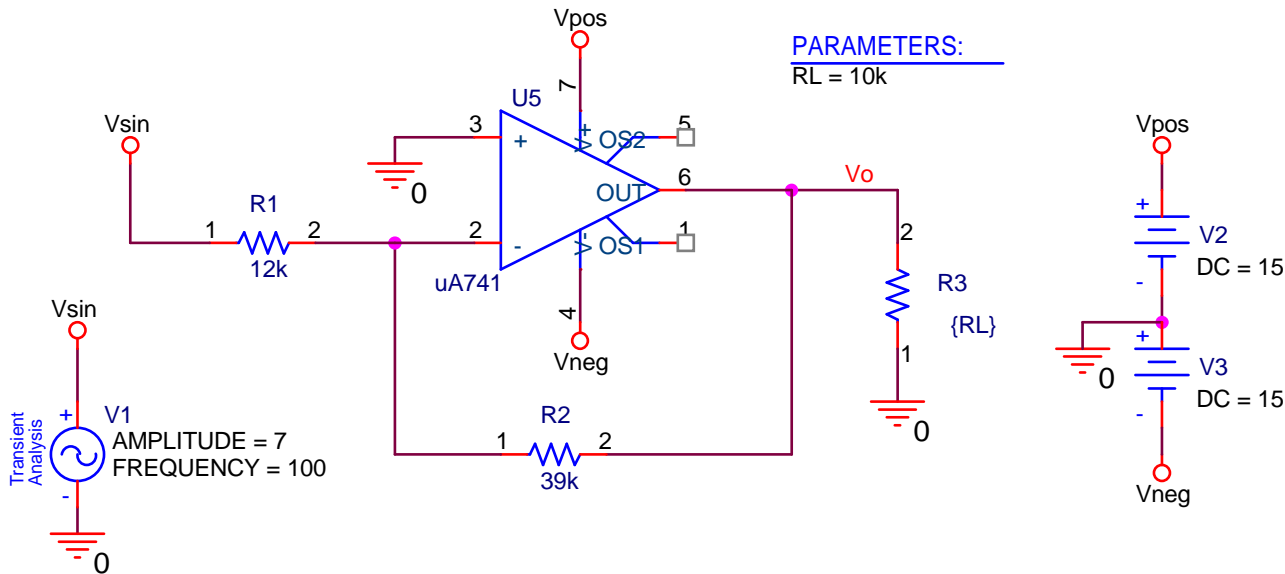 Vpos
PARAMETERS:
RL = 10k
7
U5
Vsin
3
+
V+
OS2
5
Vpos
0
OUT
6
Vo
+
R1
1
2
2
-
V-
OS1
1
2
V2
12k
uA741
DC = 15
R3
-
Vsin
4
{RL}
+
Vneg
1
0
V3
R2
DC = 15
+
V1
Transient
Analysis
AMPLITUDE = 7
1
2
0
-
FREQUENCY = 100
39k
-
Vneg
0